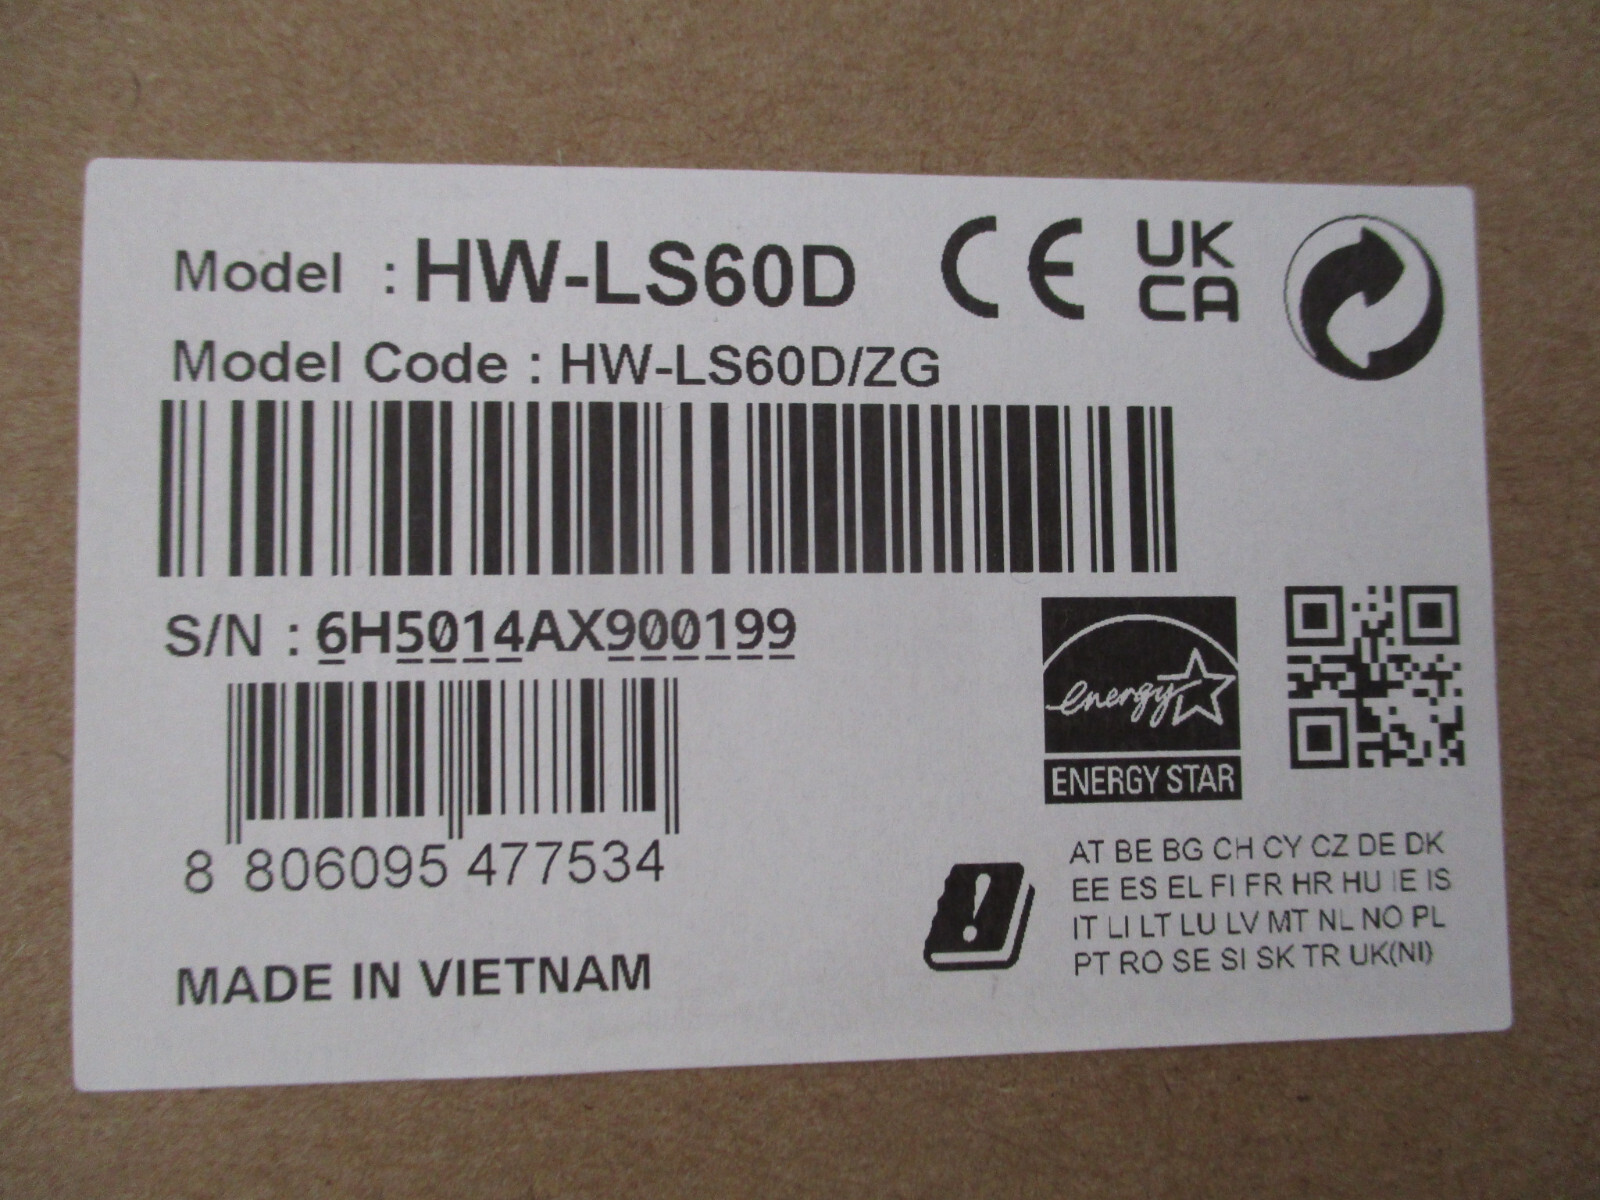 Model : HW-LS60D
CE
UK
CA
Model Code : HW-LS60D/ZG
S/N : 6H5014AX900199
energy
ENERGY STAR
8 806095 477534
AT BE BG CH CY CZ DE DK
EE ES EL FI FR HR HU IE IS
IT LI LT LU LV MT NL NO PL
PT RO SE SI SK TR UK(NI)
MADE IN VIETNAM